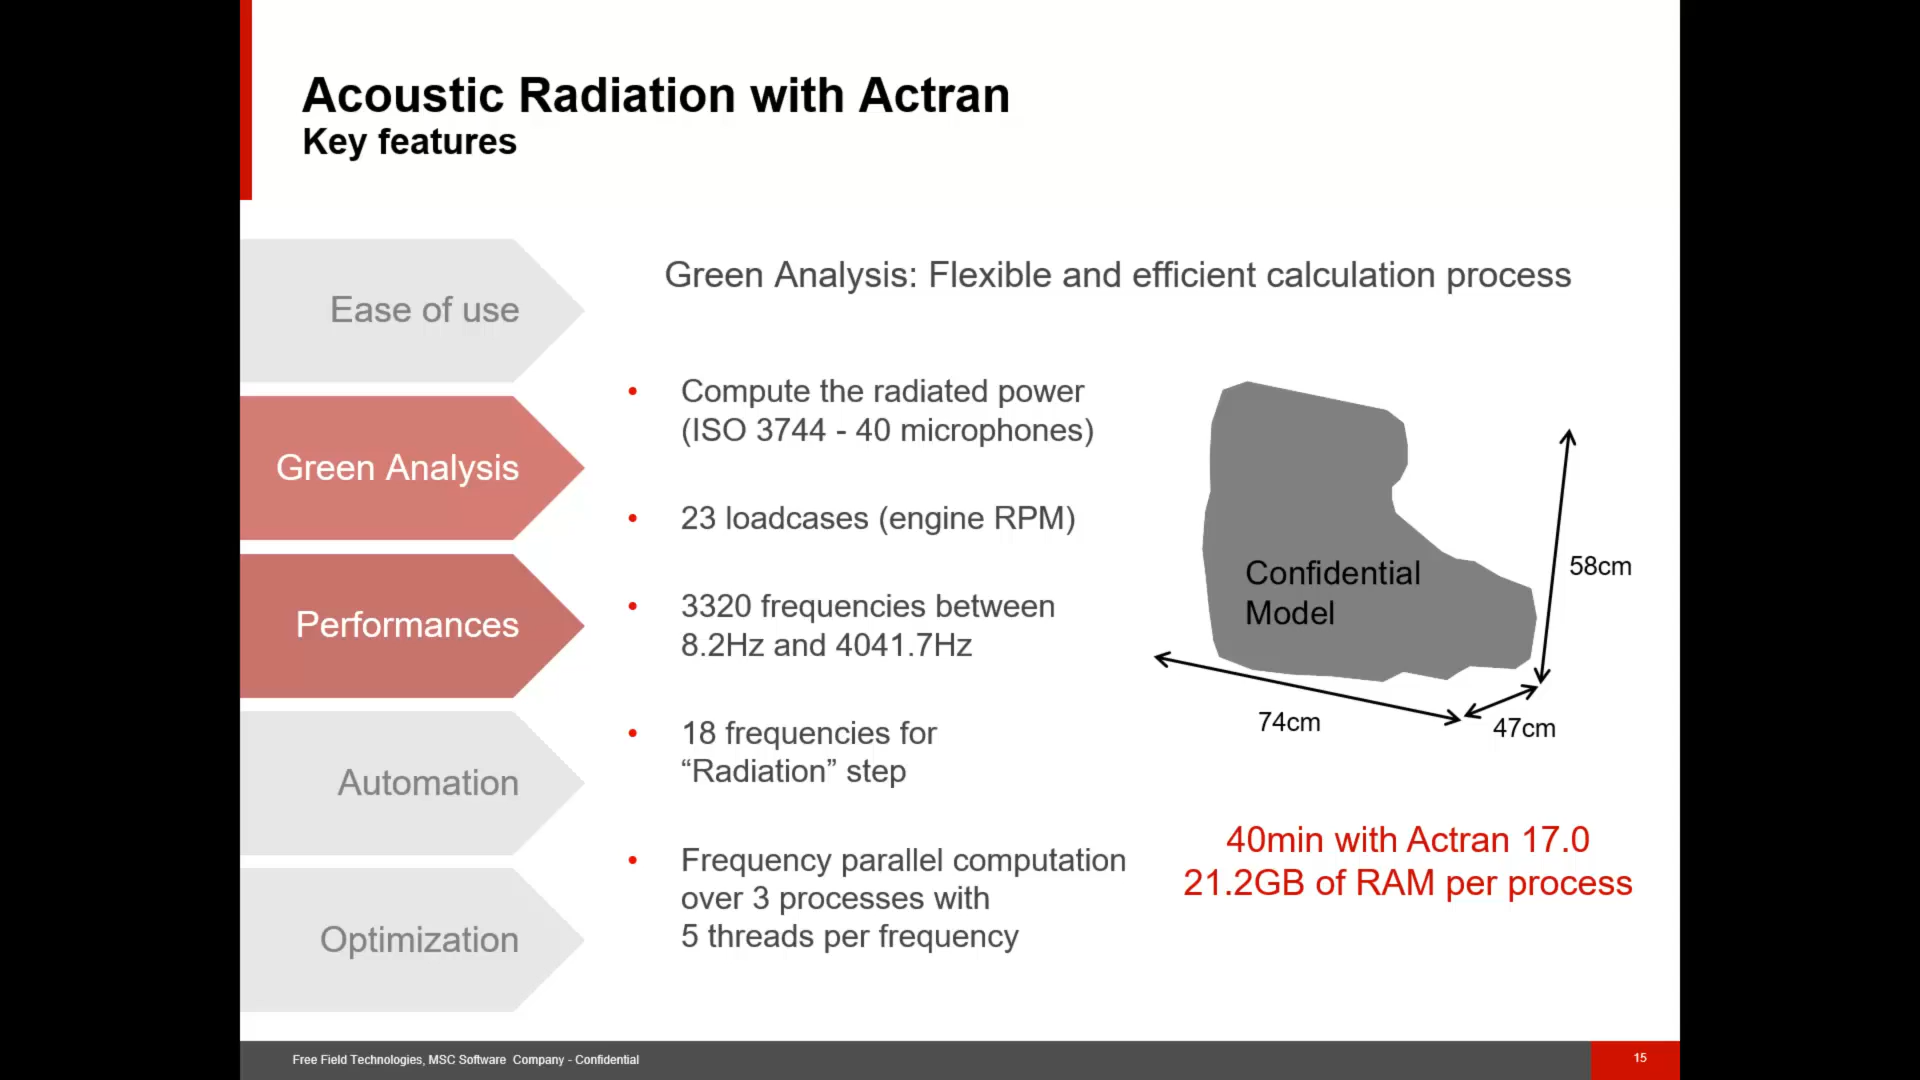 Acoustic Radiation with Actran
Key features
Ease of use
Green Analysis
Performances
Automation
Optimization
Green Analysis: Flexible and efficient calculation process
• Compute the radiated power
(ISO 3744 - 40 microphones)
• 23 loadcases (engine RPM)
• 3320 frequencies between
8.2Hz and 4041.7Hz
• 18 frequencies for
“Radiation” step
• Frequency parallel computation
over 3 processes with
5 threads per frequency
Confidential
Model
58cm
74cm
47cm
40min with Actran 17.0
21.2GB of RAM per process
Free Field Technologies, MSC Software Company - Confidential
15